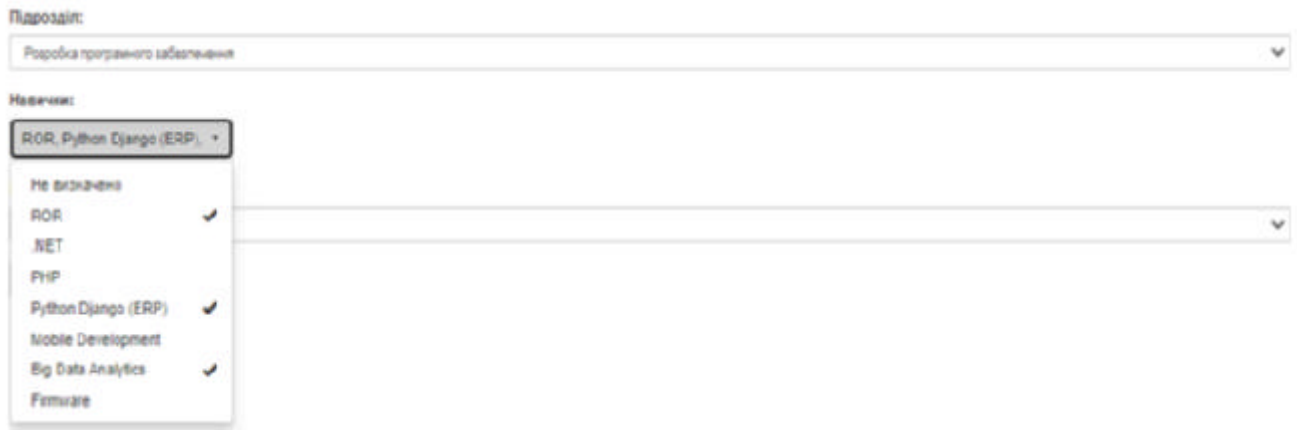 Підрозділ:
Розробка програмного забезпечення
Навички:
ROR, Python Django (ERP),
Не визначено
ROR
.NET
PHP
Python Django (ERP)
Mobile Development
Big Data Analytics
Firmware